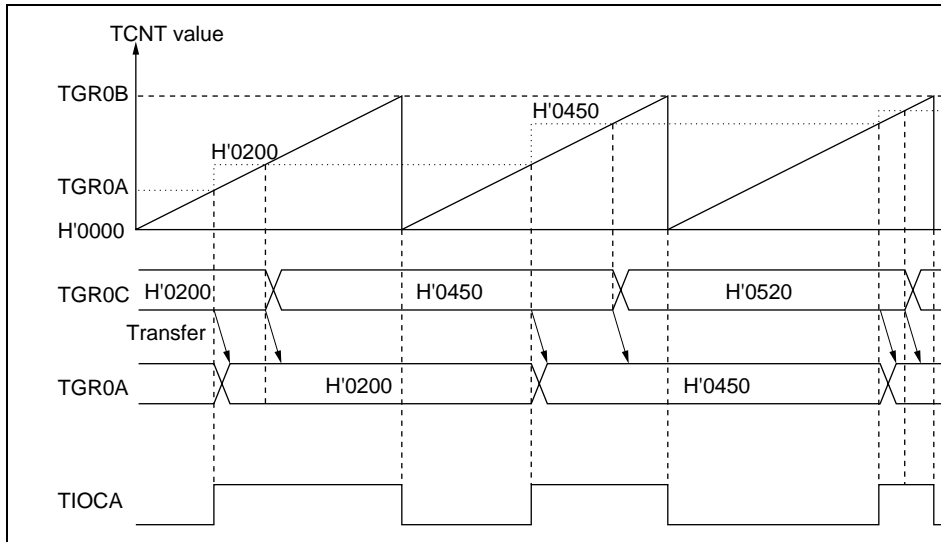 TCNT value
TGR0B
H'0450
H'0200
TGR0A
H'0000
TGR0C
H'0200
H'0450
H'0520
Transfer
TGR0A
H'0200
H'0450
TIOCA